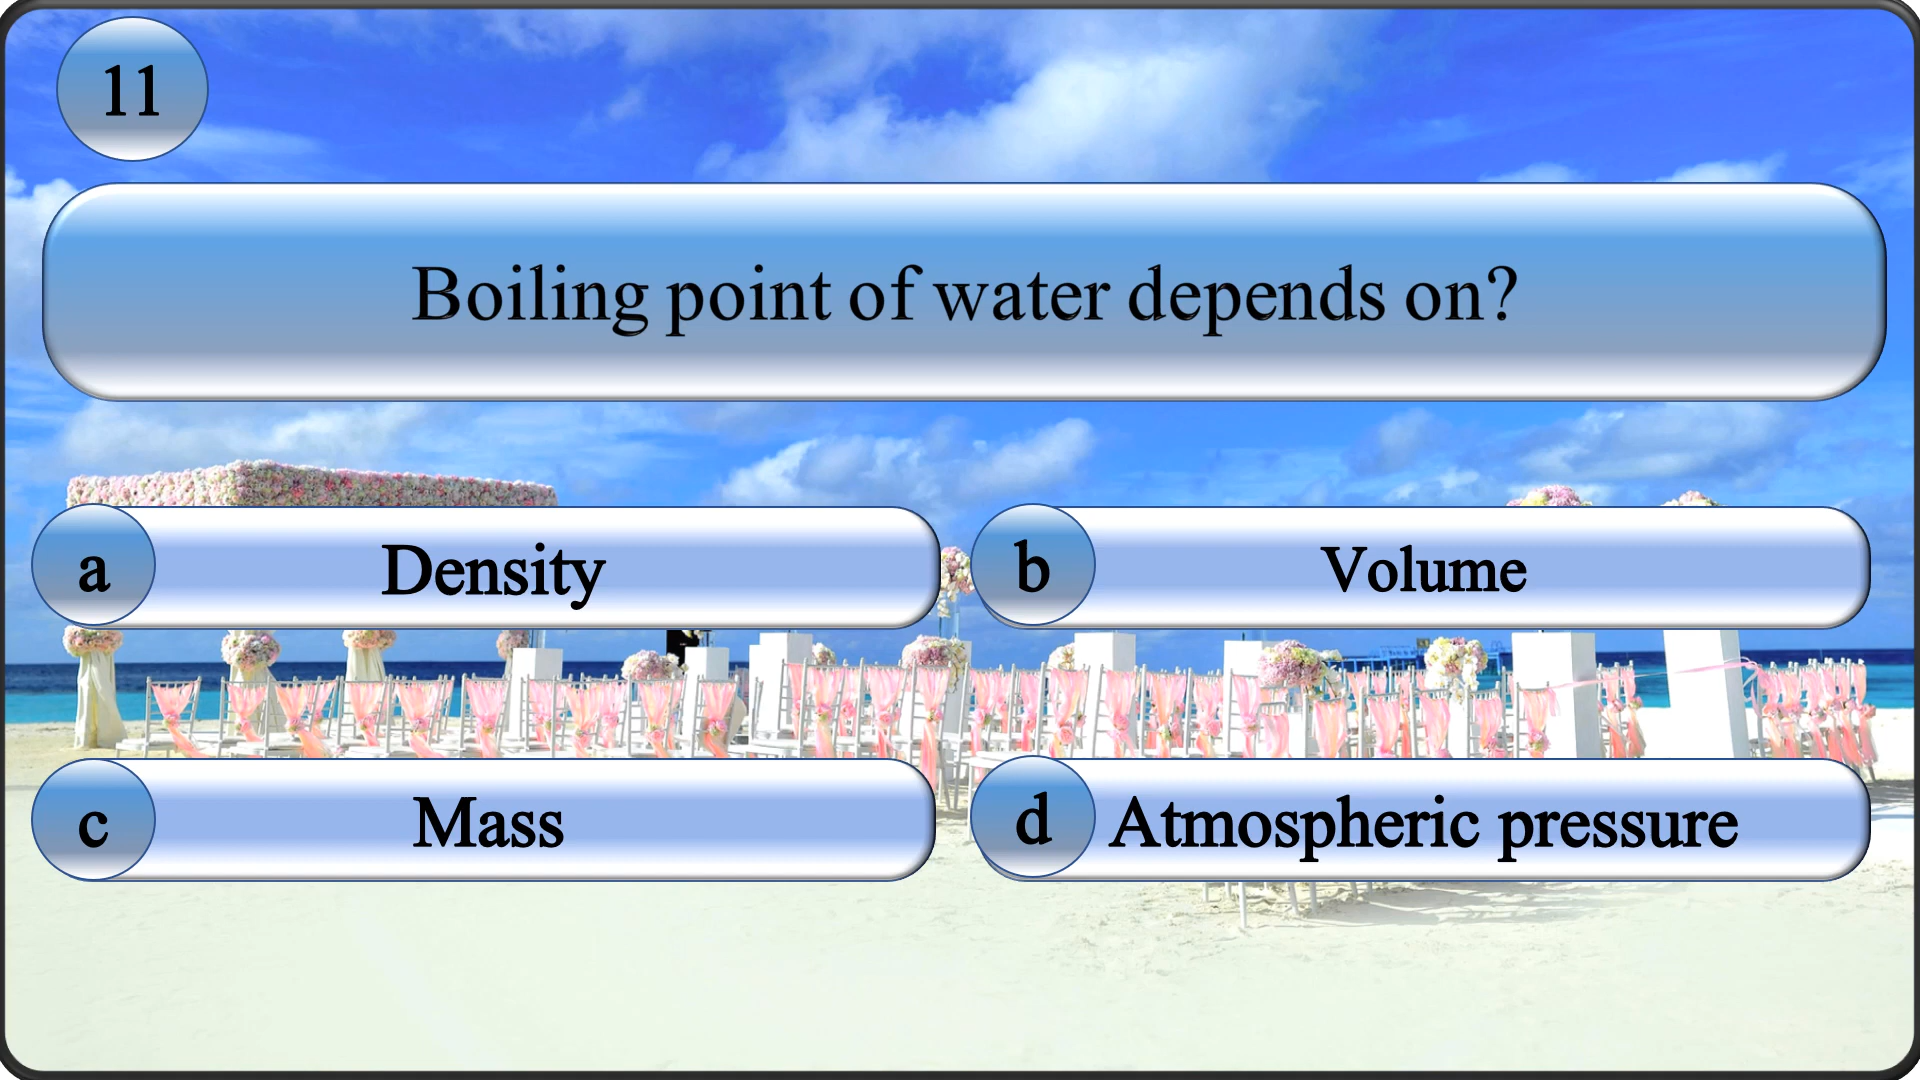 11
Boiling point of water depends on?
a Density
b Volume
c Mass
d Atmospheric pressure